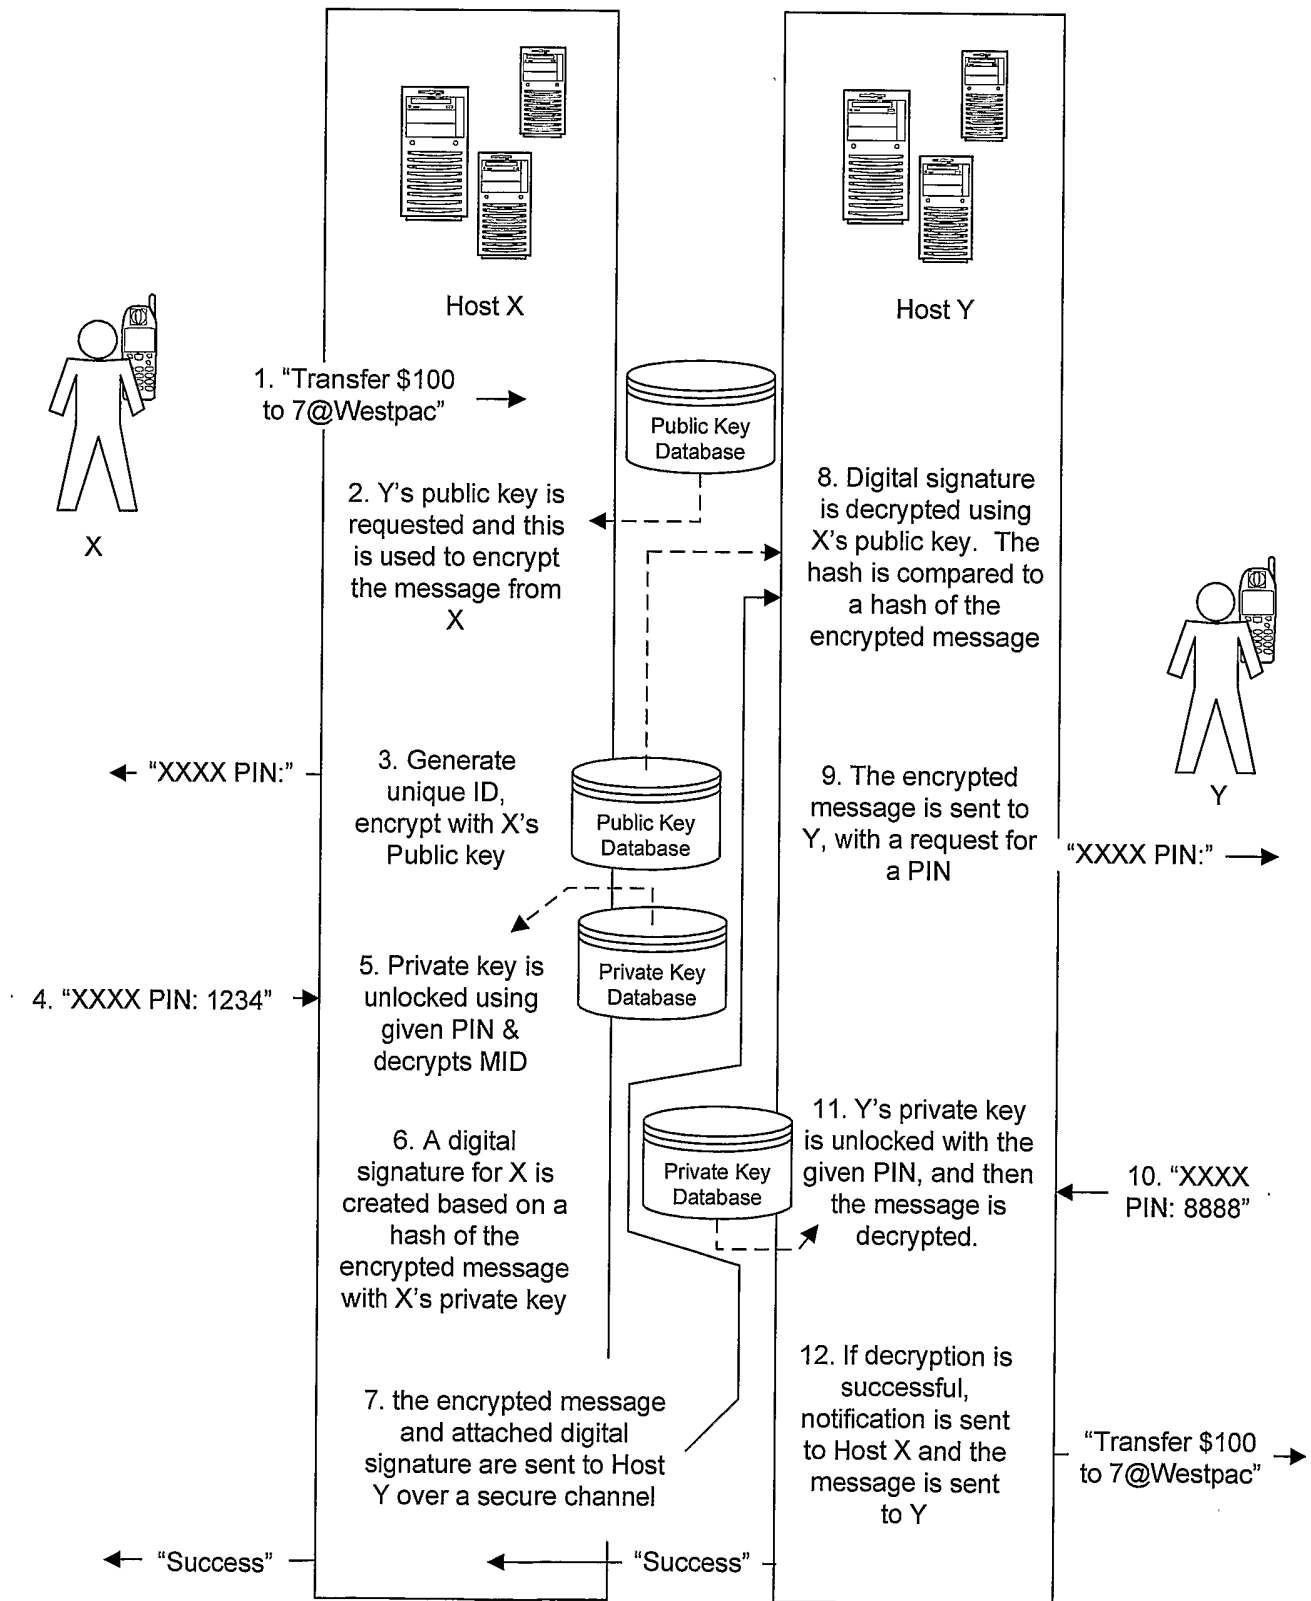 Host X
Host Y
1. “Transfer $100
to 7@Westpac”
Public Key
Database
X
2. Y’s public key is
requested and this
is used to encrypt
the message from
X
8. Digital signature
is decrypted using
X’s public key. The
hash is compared to
a hash of the
encrypted message
Y
“XXXX PIN:”
3. Generate
unique ID,
encrypt with X’s
Public key
Public Key
Database
9. The encrypted
message is sent to
Y, with a request for
a PIN
“XXXX PIN:”
4. “XXXX PIN: 1234”
5. Private key is
unlocked using
given PIN &
decrypts MID
Private Key
Database
6. A digital
signature for X is
created based on a
hash of the
encrypted message
with X’s private key
Private Key
Database
11. Y’s private key
is unlocked with the
given PIN, and then
the message is
decrypted.
10. “XXXX
PIN: 8888”
7. the encrypted message
and attached digital
signature are sent to Host
Y over a secure channel
12. If decryption is
successful,
notification is sent
to Host X and the
message is sent
to Y
“Transfer $100
to 7@Westpac”
“Success”
“Success”